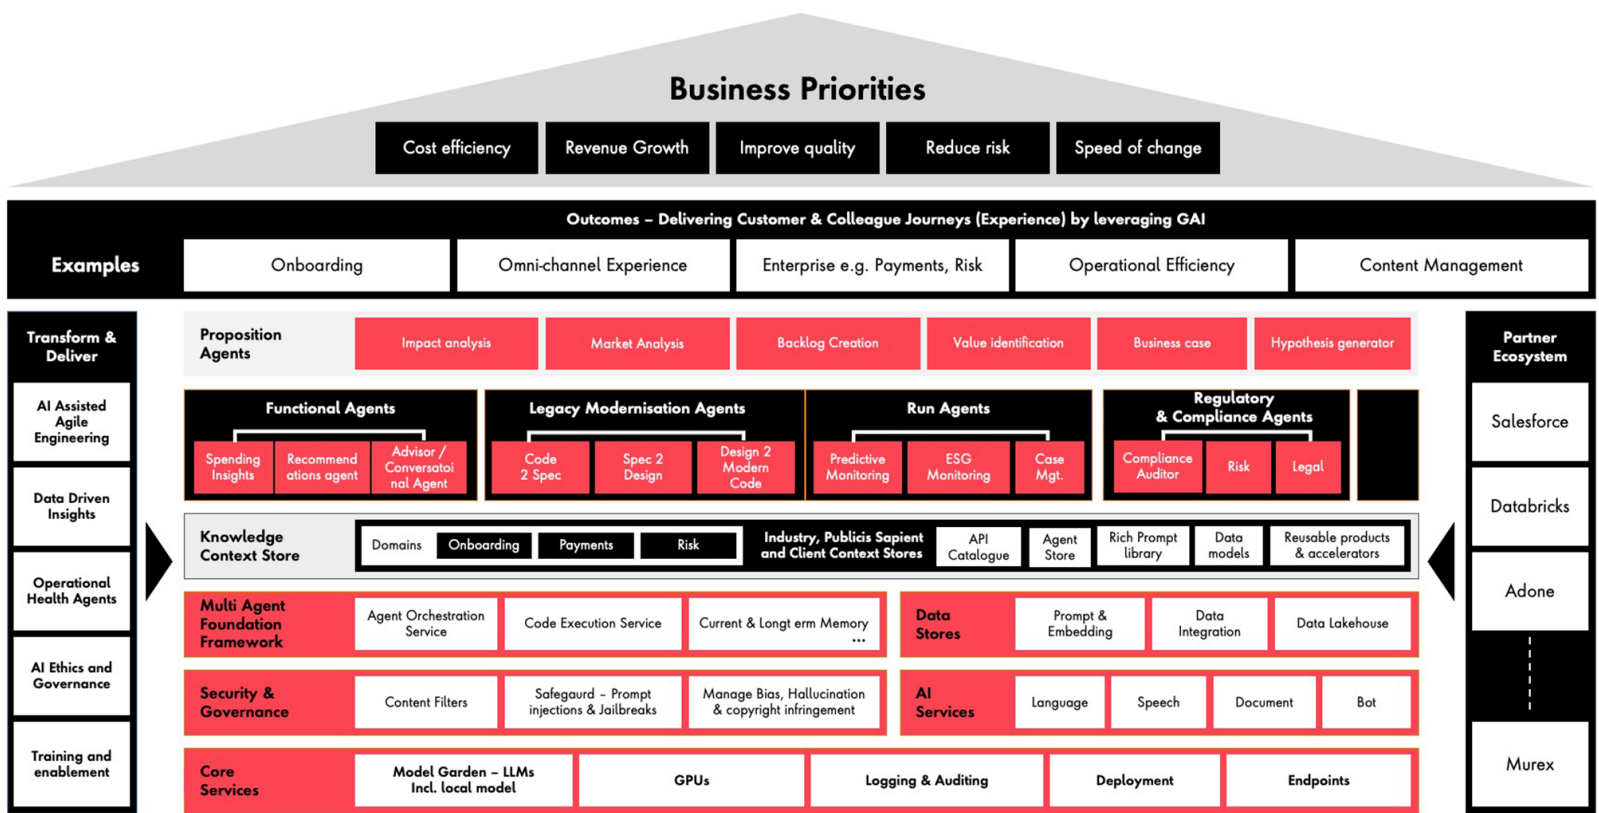 Business Priorities
Cost efficiency
Revenue Growth
Improve quality
Reduce risk
Speed of change
Outcomes – Delivering Customer & Colleague Journeys (Experience) by leveraging GAI
Examples
Onboarding
Omni-channel Experience
Enterprise e.g. Payments, Risk
Operational Efficiency
Content Management
Transform &
Deliver
AI Assisted
Agile
Engineering
Data Driven
Insights
Operational
Health Agents
AI Ethics and
Governance
Training and
enablement
Proposition
Agents
Impact analysis
Market Analysis
Backlog Creation
Value identification
Business case
Hypothesis generator
Functional Agents
Spending
Insights
Recommend
ations agent
Advisor /
Conversatoi
nal Agent
Legacy Modernisation Agents
Code
2 Spec
Spec 2
Design
Design 2
Modern
Code
Run Agents
Predictive
Monitoring
ESG
Monitoring
Case
Mgt.
Regulatory
& Compliance Agents
Compliance
Auditor
Risk
Legal
Knowledge
Context Store
Domains
Onboarding
Payments
Risk
Industry, Publicis Sapient
and Client Context Stores
API
Catalogue
Agent
Store
Rich Prompt
library
Data
models
Reusable products
& accelerators
Multi Agent
Foundation
Framework
Agent Orchestration
Service
Code Execution Service
Current & Longt erm Memory
...
Data
Stores
Prompt &
Embedding
Data
Integration
Data Lakehouse
Security &
Governance
Content Filters
Safegaurd – Prompt
injections & Jailbreaks
Manage Bias, Hallucination
& copyright infringement
AI
Services
Language
Speech
Document
Bot
Core
Services
Model Garden – LLMs
Incl. local model
GPUs
Logging & Auditing
Deployment
Endpoints
Partner
Ecosystem
Salesforce
Databricks
Adone
Murex